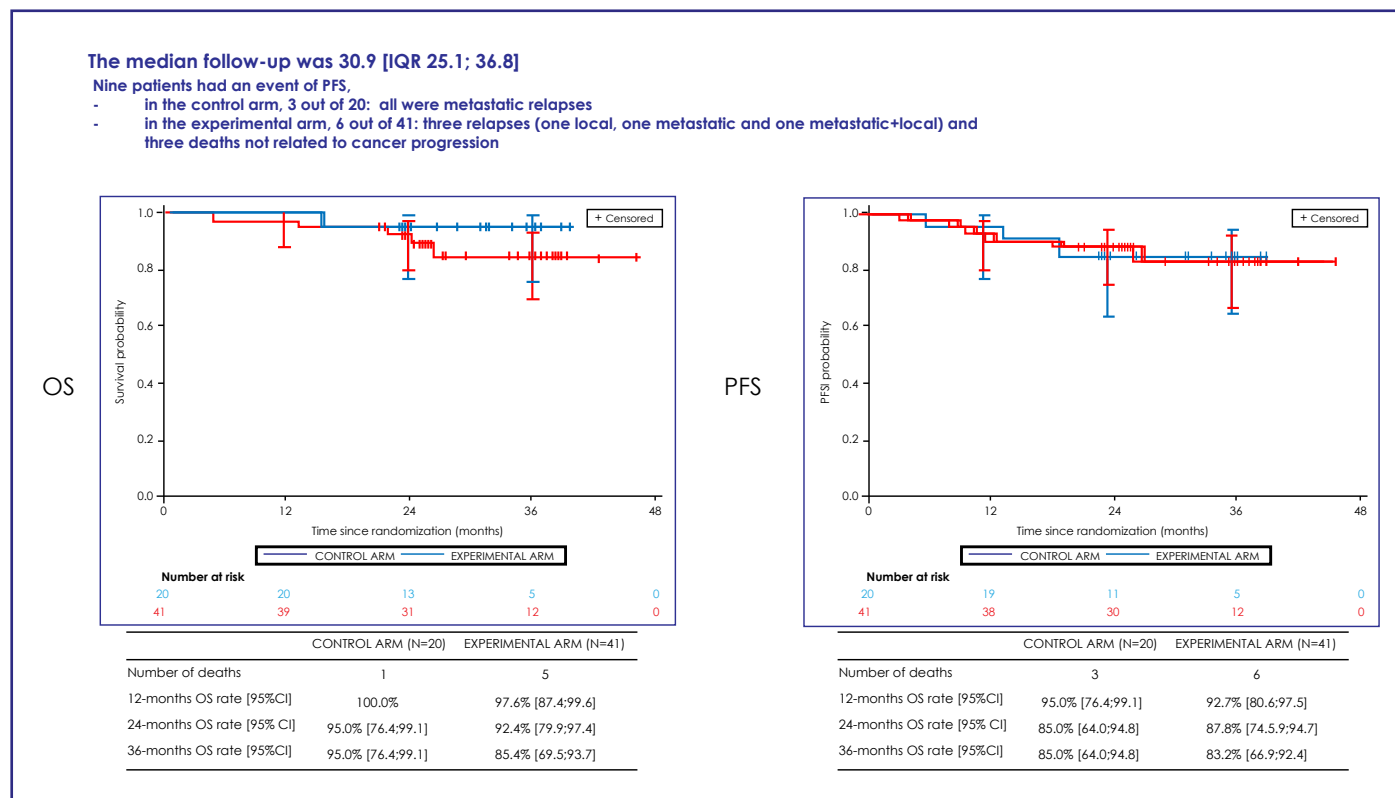 The median follow-up was 30.9 [IQR 25.1; 36.8]
Nine patients had an event of PFS,
- in the control arm, 3 out of 20: all were metastatic relapses
- in the experimental arm, 6 out of 41: three relapses (one local, one metastatic and one metastatic+local) and
three deaths not related to cancer progression
OS
Survival probability
1.0
0.8
0.6
0.4
0.2
0.0
+ Censored
0 12 24 36 48
Time since randomization (months)
CONTROL ARM EXPERIMENTAL ARM
Number at risk
20 20 13 5 0
41 39 31 12 0
CONTROL ARM (N=20) EXPERIMENTAL ARM (N=41)
Number of deaths 1 5
12-months OS rate [95%CI] 100.0% 97.6% [87.4;99.6]
24-months OS rate [95% CI] 95.0% [76.4;99.1] 92.4% [79.9;97.4]
36-months OS rate [95%CI] 95.0% [76.4;99.1] 85.4% [69.5;93.7]
PFS
PFSI probability
1.0
0.8
0.6
0.4
0.2
0.0
+ Censored
0 12 24 36 48
Time since randomization (months)
CONTROL ARM EXPERIMENTAL ARM
Number at risk
20 19 11 5 0
41 38 30 12 0
CONTROL ARM (N=20) EXPERIMENTAL ARM (N=41)
Number of deaths 3 6
12-months OS rate [95%CI] 95.0% [76.4;99.1] 92.7% [80.6;97.5]
24-months OS rate [95% CI] 85.0% [64.0;94.8] 87.8% [74.5.9;94.7]
36-months OS rate [95%CI] 85.0% [64.0;94.8] 83.2% [66.9;92.4]